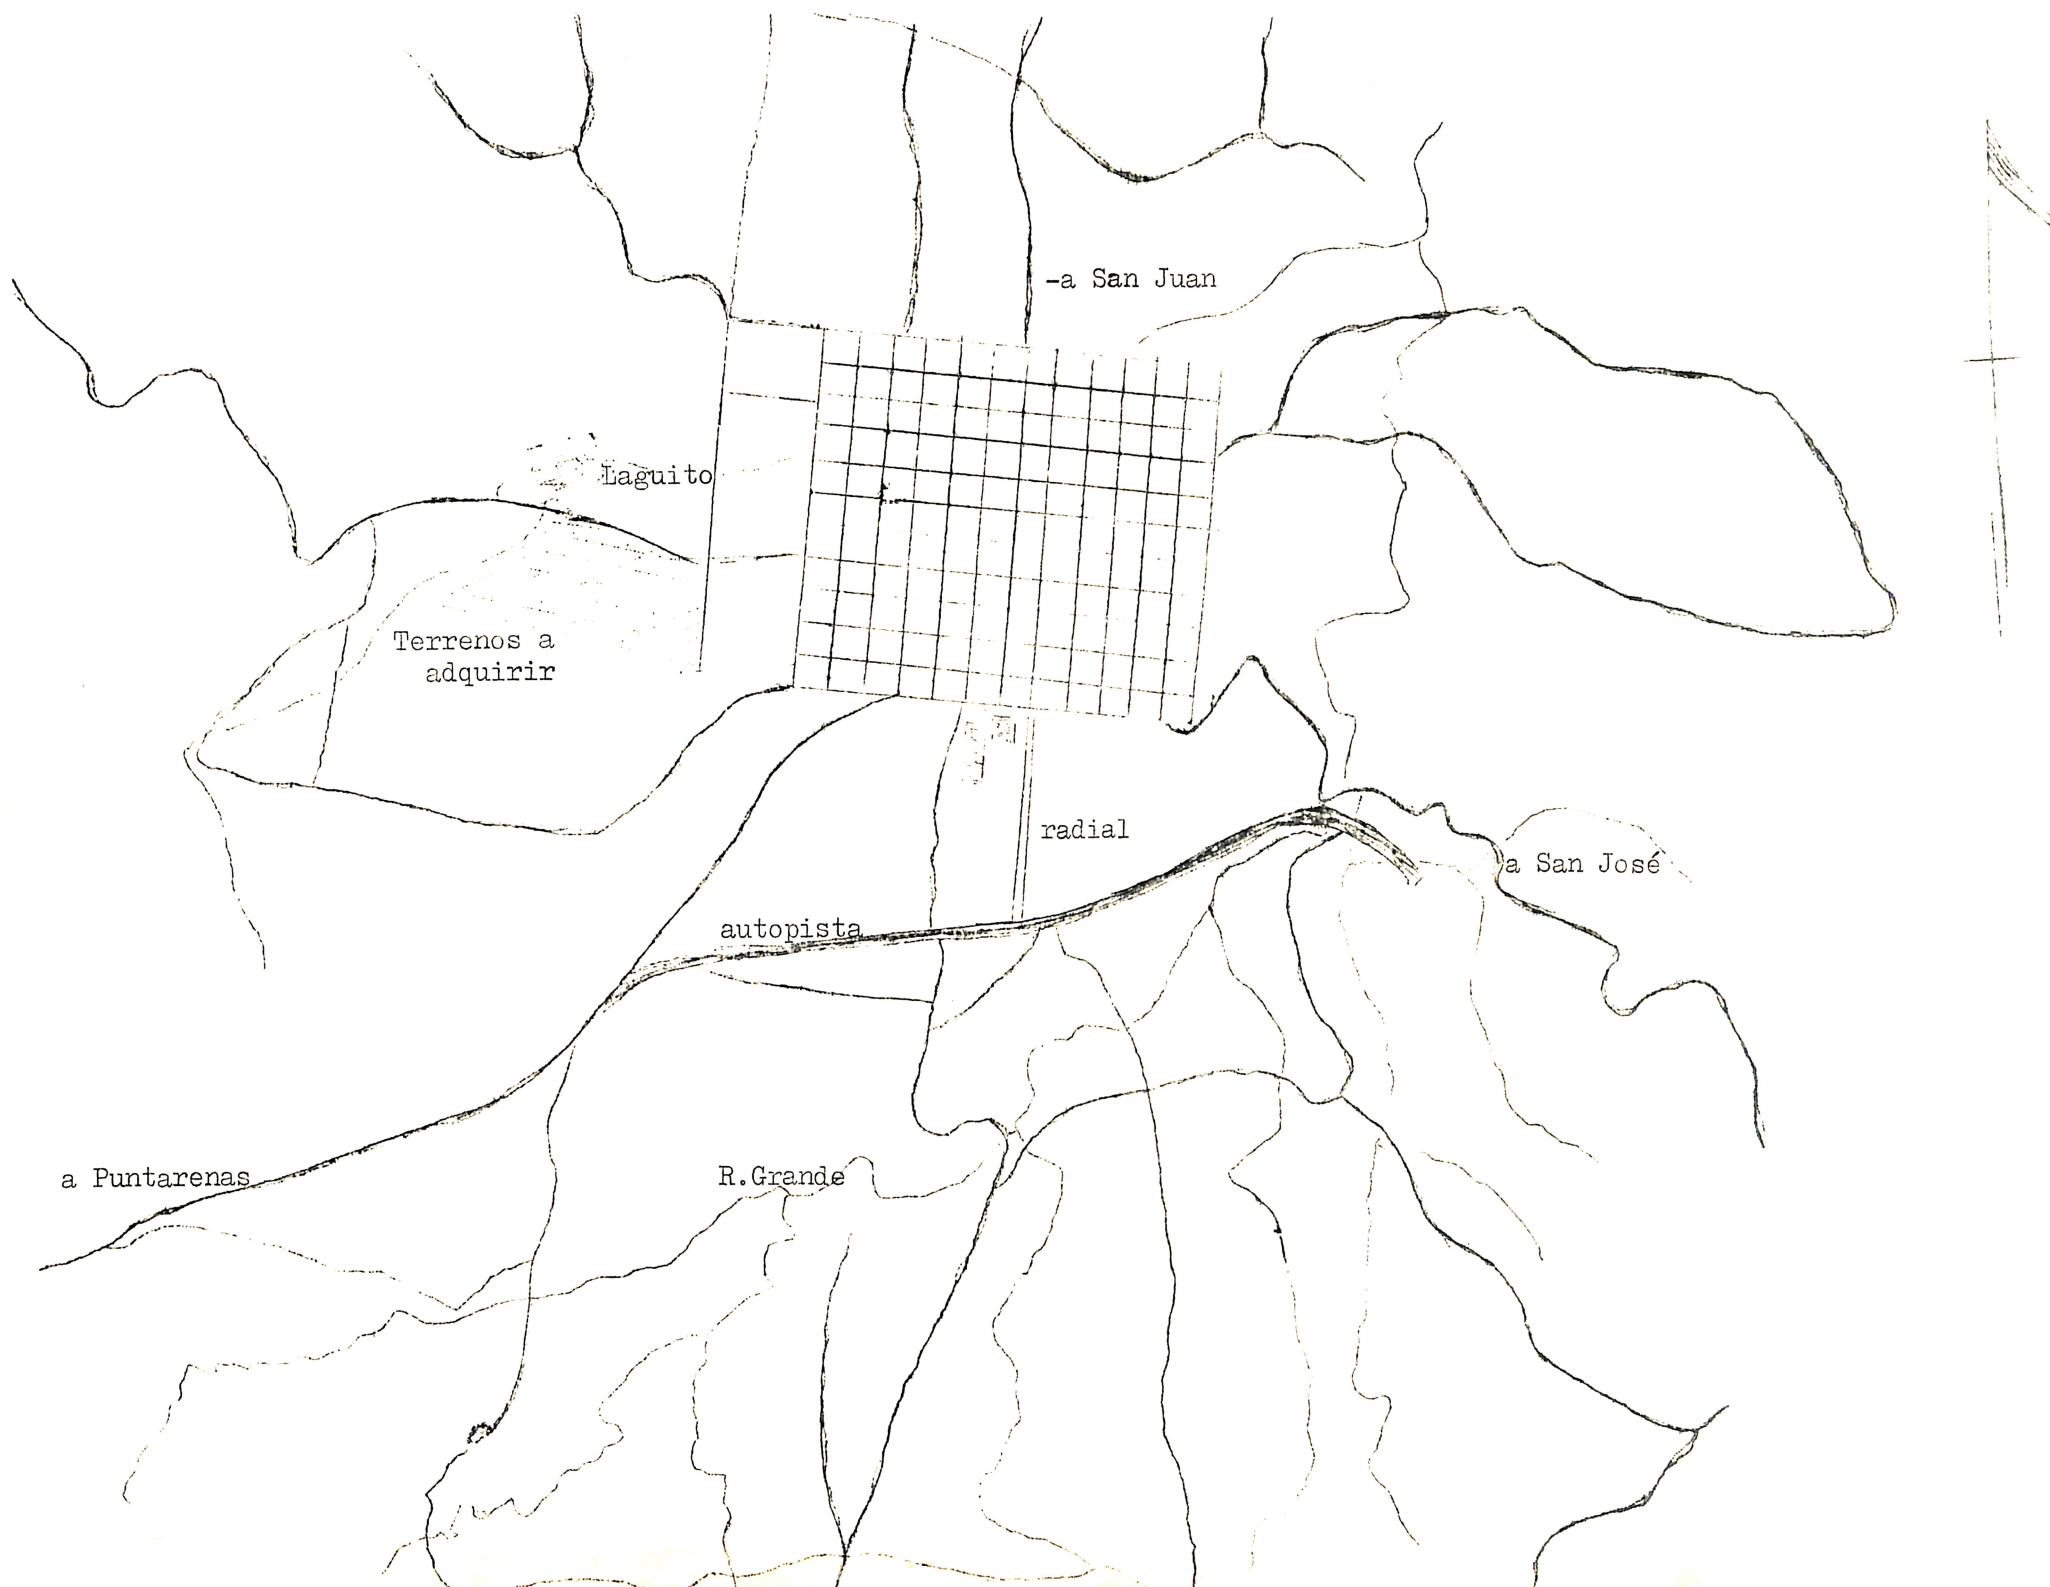 -a San Juan
Laguito
Terrenos a
adquirir
radial
a San José
autopista
a Puntarenas
R.Grande